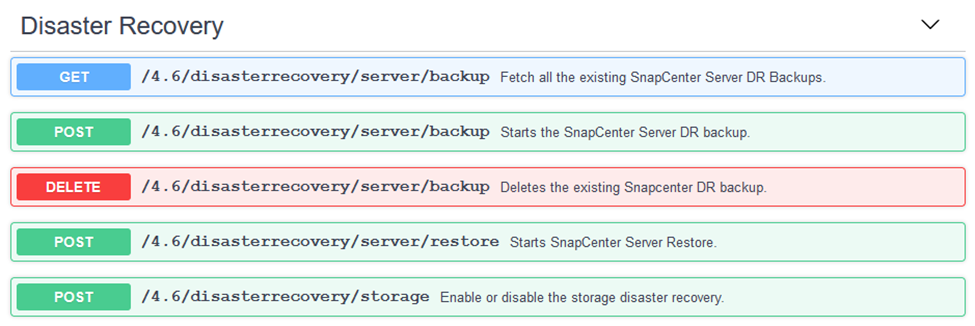 Disaster Recovery
GET /4.6/disasterrecovery/server/backup Fetch all the existing SnapCenter Server DR Backups.
POST /4.6/disasterrecovery/server/backup Starts the SnapCenter Server DR backup.
DELETE /4.6/disasterrecovery/server/backup Deletes the existing Snapcenter DR backup.
POST /4.6/disasterrecovery/server/restore Starts SnapCenter Server Restore.
POST /4.6/disasterrecovery/storage Enable or disable the storage disaster recovery.